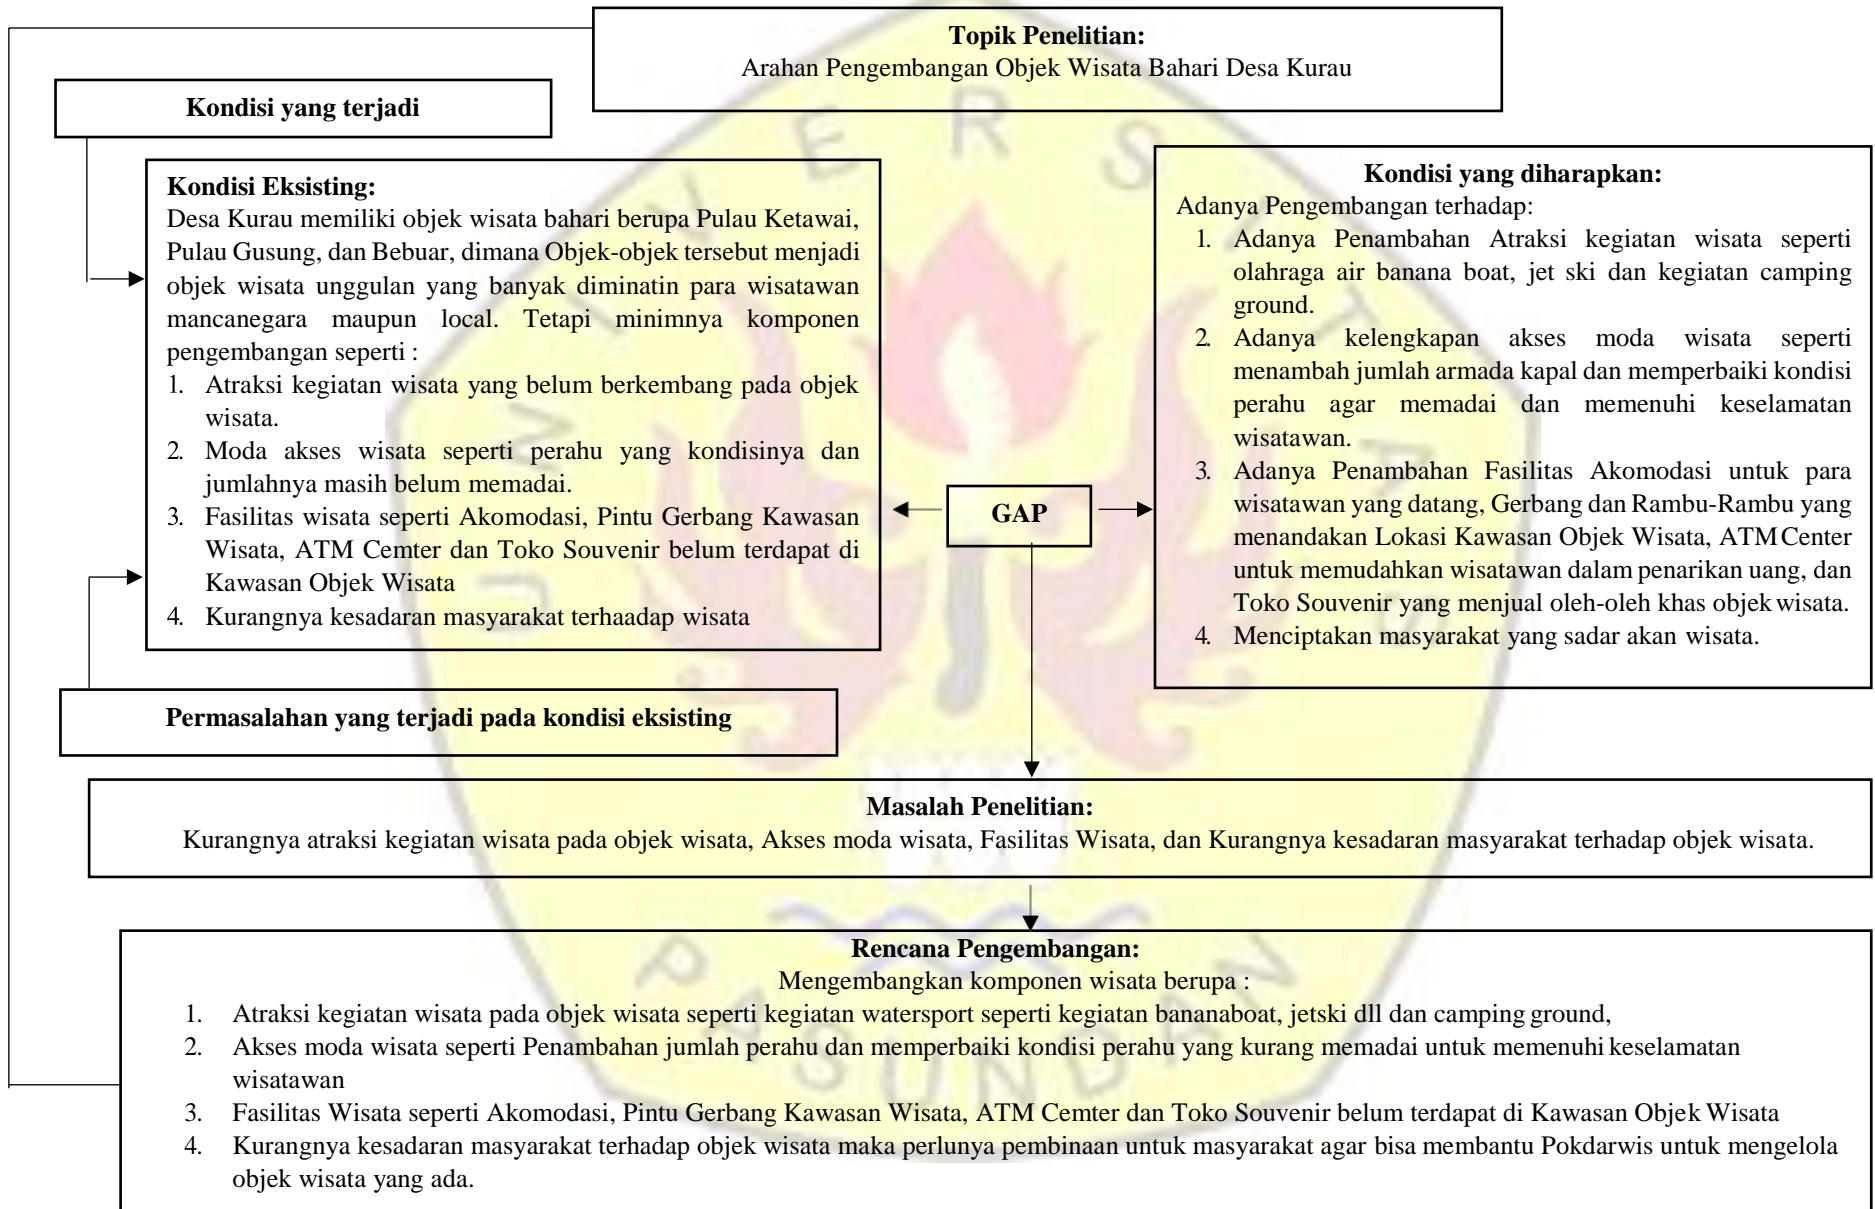 Topik Penelitian:
Arahan Pengembangan Objek Wisata Bahari Desa Kurau
Kondisi yang terjadi
Kondisi Eksisting:
Desa Kurau memiliki objek wisata bahari berupa Pulau Ketawai,
Pulau Gusung, dan Bebuar, dimana Objek-objek tersebut menjadi
objek wisata unggulan yang banyak diminatin para wisatawan
mancanegara maupun local. Tetapi minimnya komponen
pengembangan seperti :
1. Atraksi kegiatan wisata yang belum berkembang pada objek
wisata.
2. Moda akses wisata seperti perahu yang kondisinya dan
jumlahnya masih belum memadai.
3. Fasilitas wisata seperti Akomodasi, Pintu Gerbang Kawasan
Wisata, ATM Cemter dan Toko Souvenir belum terdapat di
Kawasan Objek Wisata
4. Kurangnya kesadaran masyarakat terhaadap wisata
Kondisi yang diharapkan:
Adanya Pengembangan terhadap:
1. Adanya Penambahan Atraksi kegiatan wisata seperti
olahraga air banana boat, jet ski dan kegiatan camping
ground.
2. Adanya kelengkapan akses moda wisata seperti
menambah jumlah armada kapal dan memperbaiki kondisi
perahu agar memadai dan memenuhi keselamatan
wisatawan.
3. Adanya Penambahan Fasilitas Akomodasi untuk para
wisatawan yang datang, Gerbang dan Rambu-Rambu yang
menandakan Lokasi Kawasan Objek Wisata, ATM Center
untuk memudahkan wisatawan dalam penarikan uang, dan
Toko Souvenir yang menjual oleh-oleh khas objek wisata.
4. Menciptakan masyarakat yang sadar akan wisata.
GAP
Permasalahan yang terjadi pada kondisi eksisting
Masalah Penelitian:
Kurangnya atraksi kegiatan wisata pada objek wisata, Akses moda wisata, Fasilitas Wisata, dan Kurangnya kesadaran masyarakat terhadap objek wisata.
Rencana Pengembangan:
Mengembangkan komponen wisata berupa :
1. Atraksi kegiatan wisata pada objek wisata seperti kegiatan watersport seperti kegiatan bananaboat, jetski dll dan camping ground,
2. Akses moda wisata seperti Penambahan jumlah perahu dan memperbaiki kondisi perahu yang kurang memadai untuk memenuhi keselamatan
wisatawan
3. Fasilitas Wisata seperti Akomodasi, Pintu Gerbang Kawasan Wisata, ATM Cemter dan Toko Souvenir belum terdapat di Kawasan Objek Wisata
4. Kurangnya kesadaran masyarakat terhadap objek wisata maka perlunya pembinaan untuk masyarakat agar bisa membantu Pokdarwis untuk mengelola
objek wisata yang ada.
UNIVERSITAS
PASUNDAN